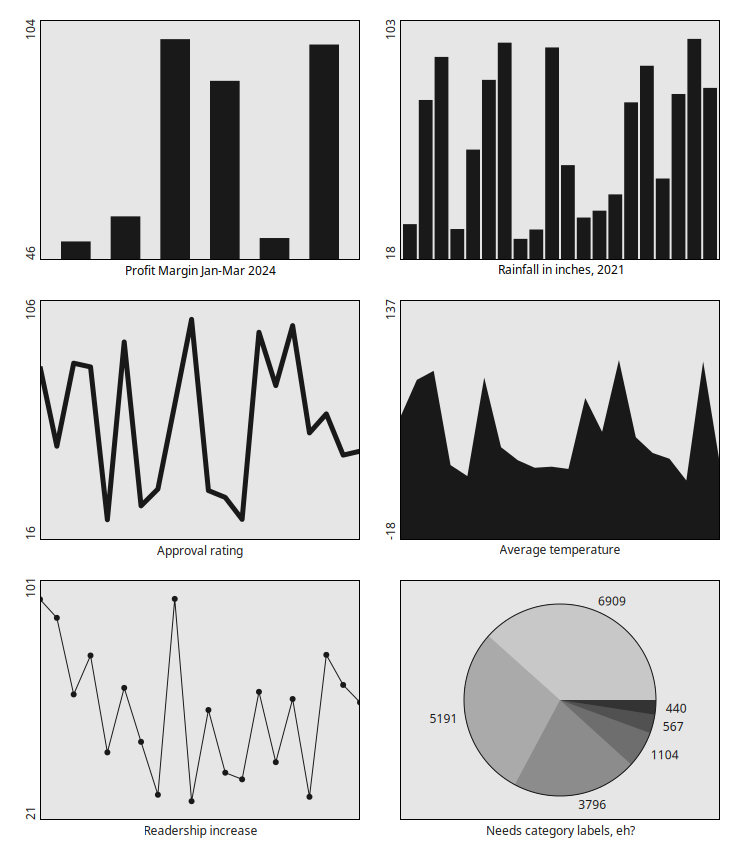 104
46
Profit Margin Jan-Mar 2024
103
18
Rainfall in inches, 2021
106
16
Approval rating
137
-18
Average temperature
101
21
Readership increase
6909
5191
440
567
1104
3796
Needs category labels, eh?